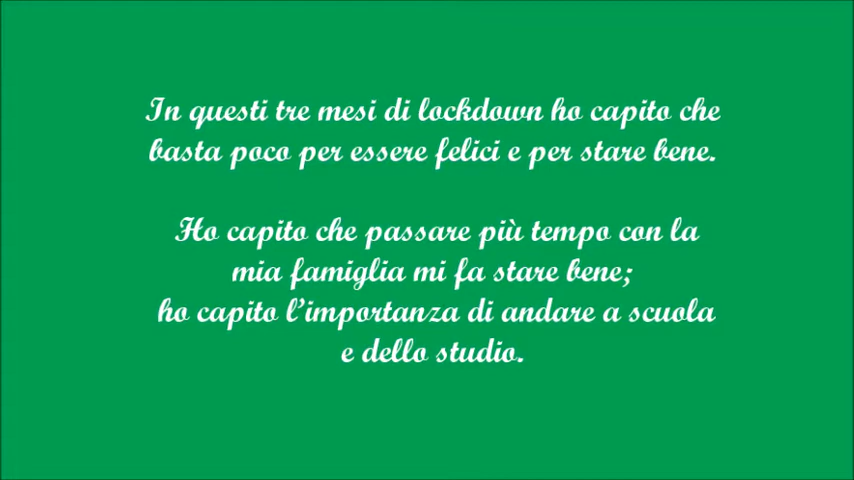 In questi tre mesi di lockdown ho capito che
basta poco per essere felici e per stare bene.
Ho capito che passare più tempo con la
mia famiglia mi fa stare bene;
ho capito l'importanza di andare a scuola
e dello studio.